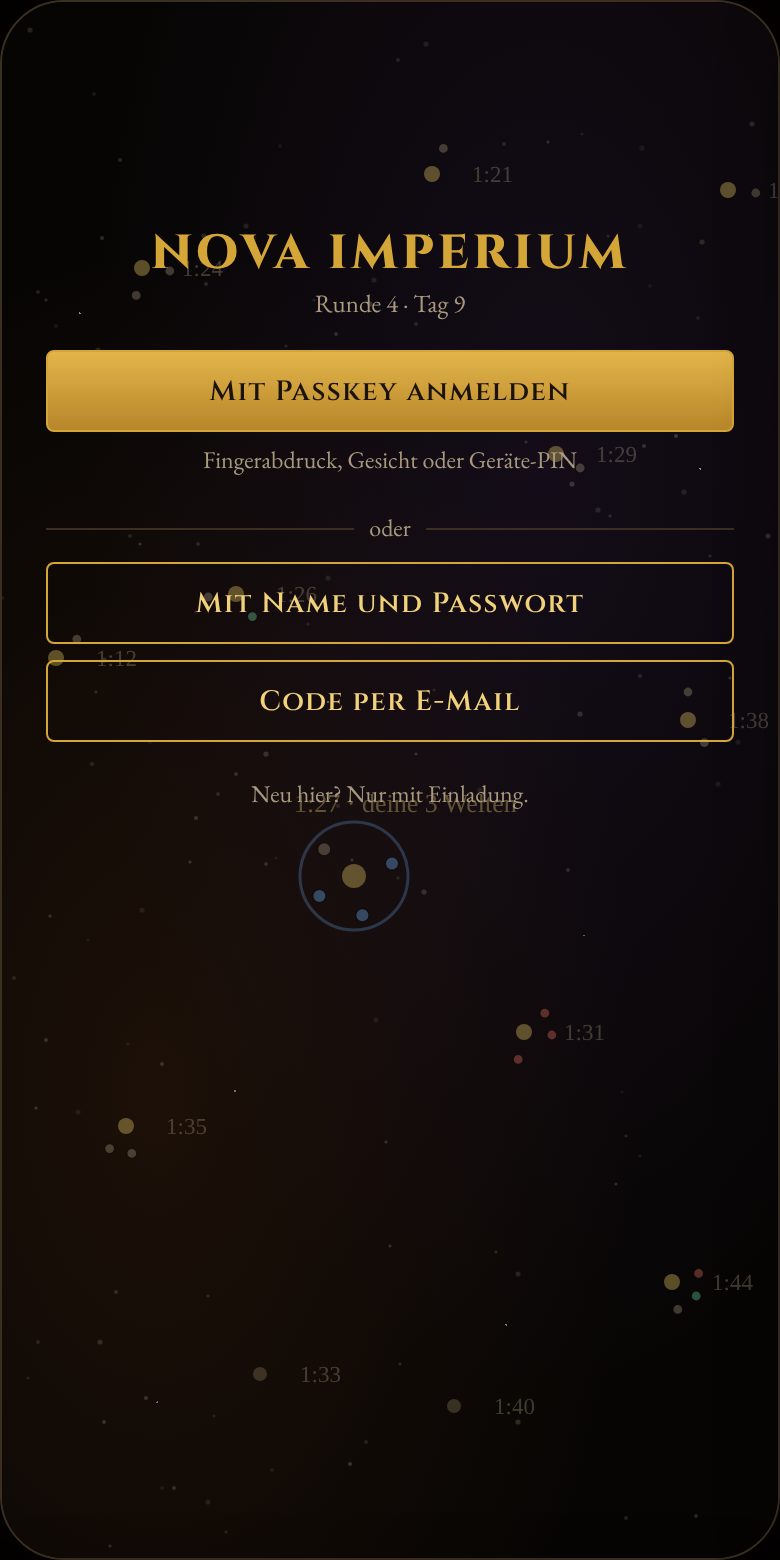 1:21
1
NOVA IMPERIUM
1:24
Runde 4 · Tag 9
Mit Passkey anmelden
Fingerabdruck, Gesicht oder Geräte-PIN
1:29
oder
1:26
Mit Name und Passwort
1:12
Code per E-Mail
1:38
Neu hier? Nur mit Einladung.
1:27 · deine 3 Welten
1:31
1:35
1:44
1:33
1:40